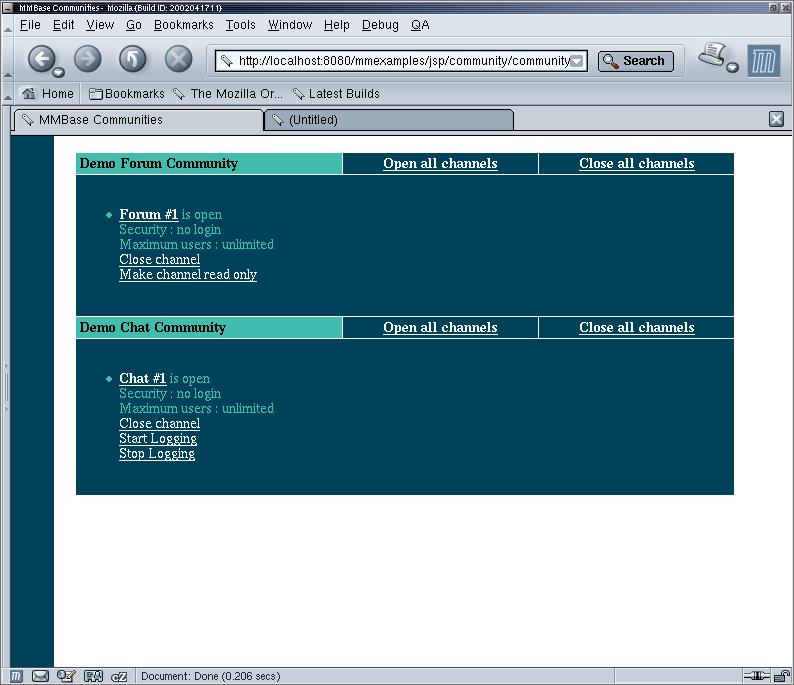 MMBase Communities - Mozilla {Build ID: 2002041711}
File Edit View Go Bookmarks Tools Window Help Debug QA
http://localhost:8080/mmexamples/jsp/community/community
Search
Home Bookmarks The Mozilla Or... Latest Builds
MMBase Communities (Untitled)
Demo Forum Community Open all channels Close all channels
Forum #1 is open
Security : no login
Maximum users : unlimited
Close channel
Make channel read only
Demo Chat Community Open all channels Close all channels
Chat #1 is open
Security : no login
Maximum users : unlimited
Close channel
Start Logging
Stop Logging
Document: Done (0.206 secs)